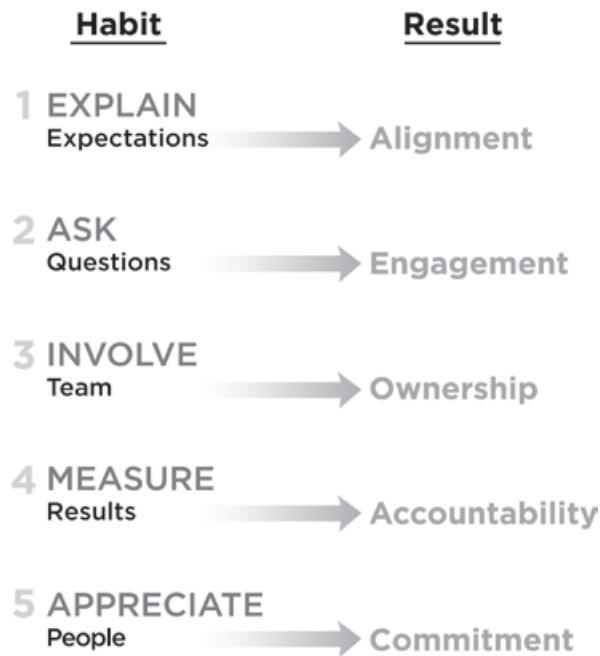 Habit Result
1 EXPLAIN
Expectations Alignment
2 ASK
Questions Engagement
3 INVOLVE
Team Ownership
4 MEASURE
Results Accountability
5 APPRECIATE
People Commitment